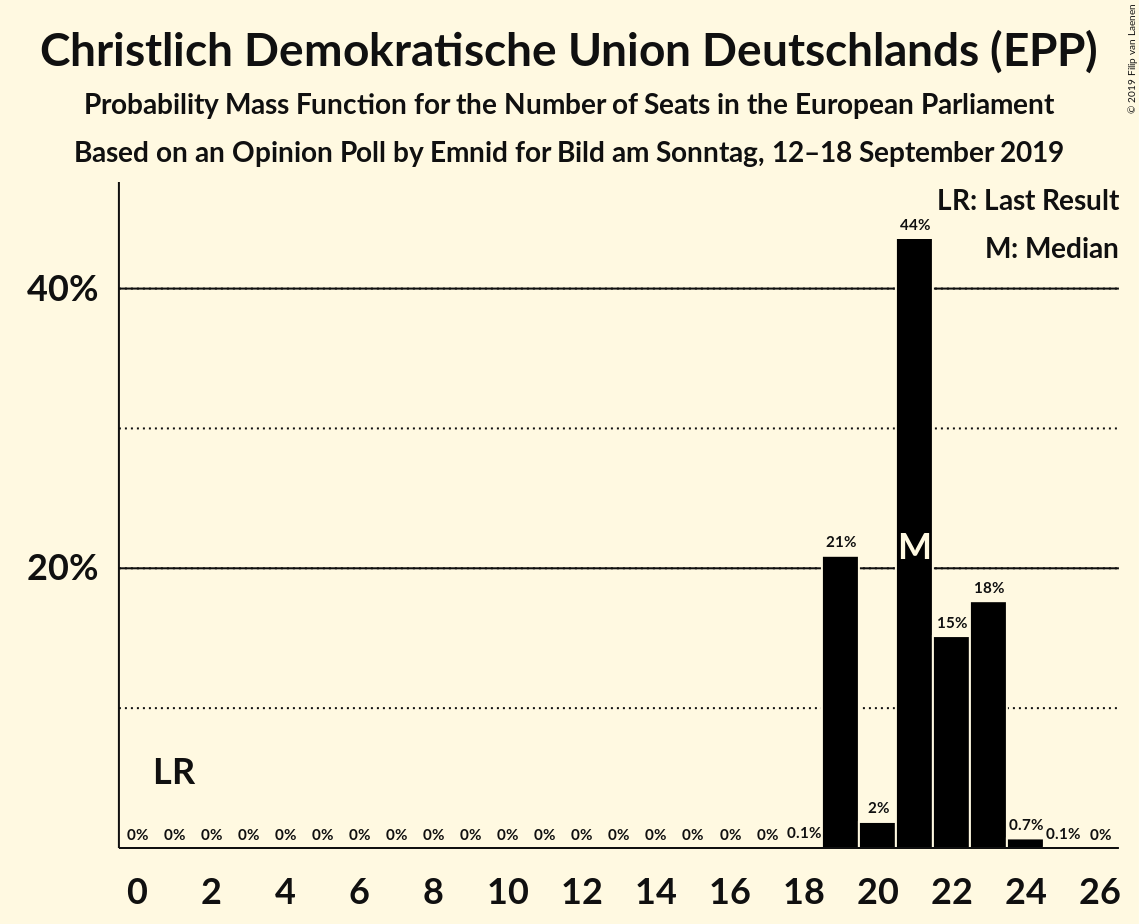 Christlich Demokratische Union Deutschlands (EPP)
Probability Mass Function for the Number of Seats in the European Parliament
Based on an Opinion Poll by Emnid for Bild am Sonntag, 12–18 September 2019
© 2019 Filip van Laenen
LR: Last Result
M: Median
44%
40%
21%
M
20%
18%
15%
LR
2%
0% 0% 0% 0% 0% 0% 0% 0% 0% 0% 0% 0% 0% 0% 0% 0% 0% 0% 0.1% 0.7% 0.1% 0%
0 2 4 6 8 10 12 14 16 18 20 22 24 26